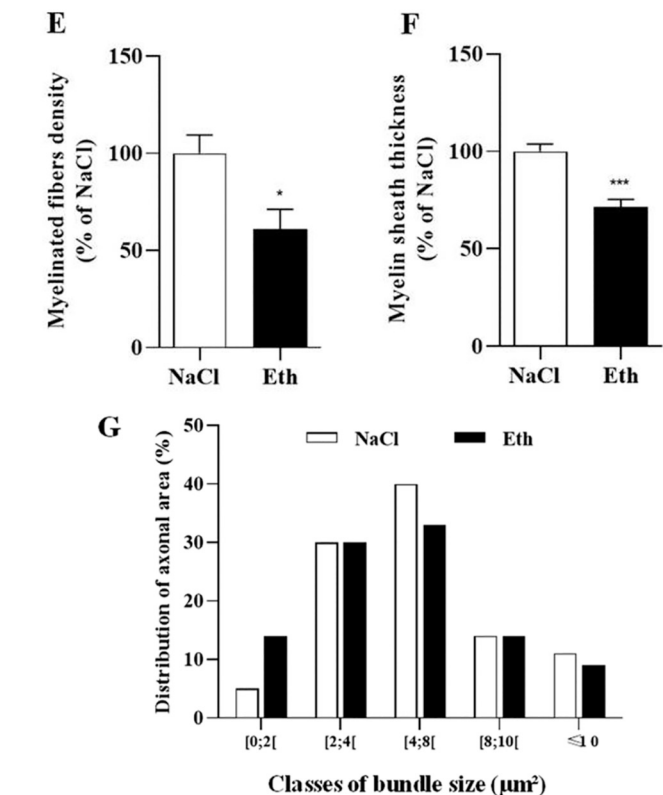 E
Myelinated fibers density
(% of NaCl)
150
100
50
0
*
NaCl Eth
F
Myelin sheath thickness
(% of NaCl)
150
100
50
0
***
NaCl Eth
G
Distribution of axonal area (%)
50
40
30
20
10
0
NaCl Eth
[0;2[ [2;4[ [4;8[ [8;10[ ⩽1 0
Classes of bundle size (µm²)